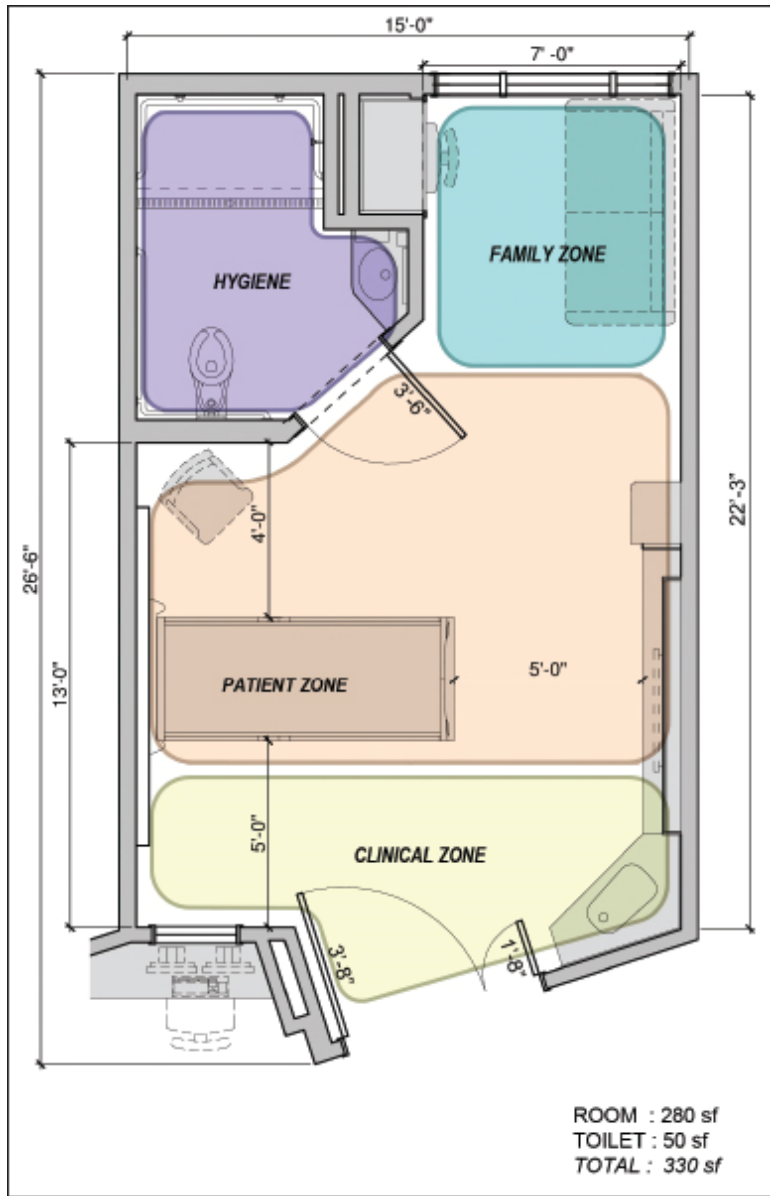 15'-0"
7'-0"
HYGIENE
FAMILY ZONE
3'-6"
4'-0"
22'-3"
26'-6"
13'-0"
PATIENT ZONE
5'-0"
5'-0"
CLINICAL ZONE
3'-8"
1'-8"
ROOM : 280 sf
TOILET : 50 sf
TOTAL : 330 sf